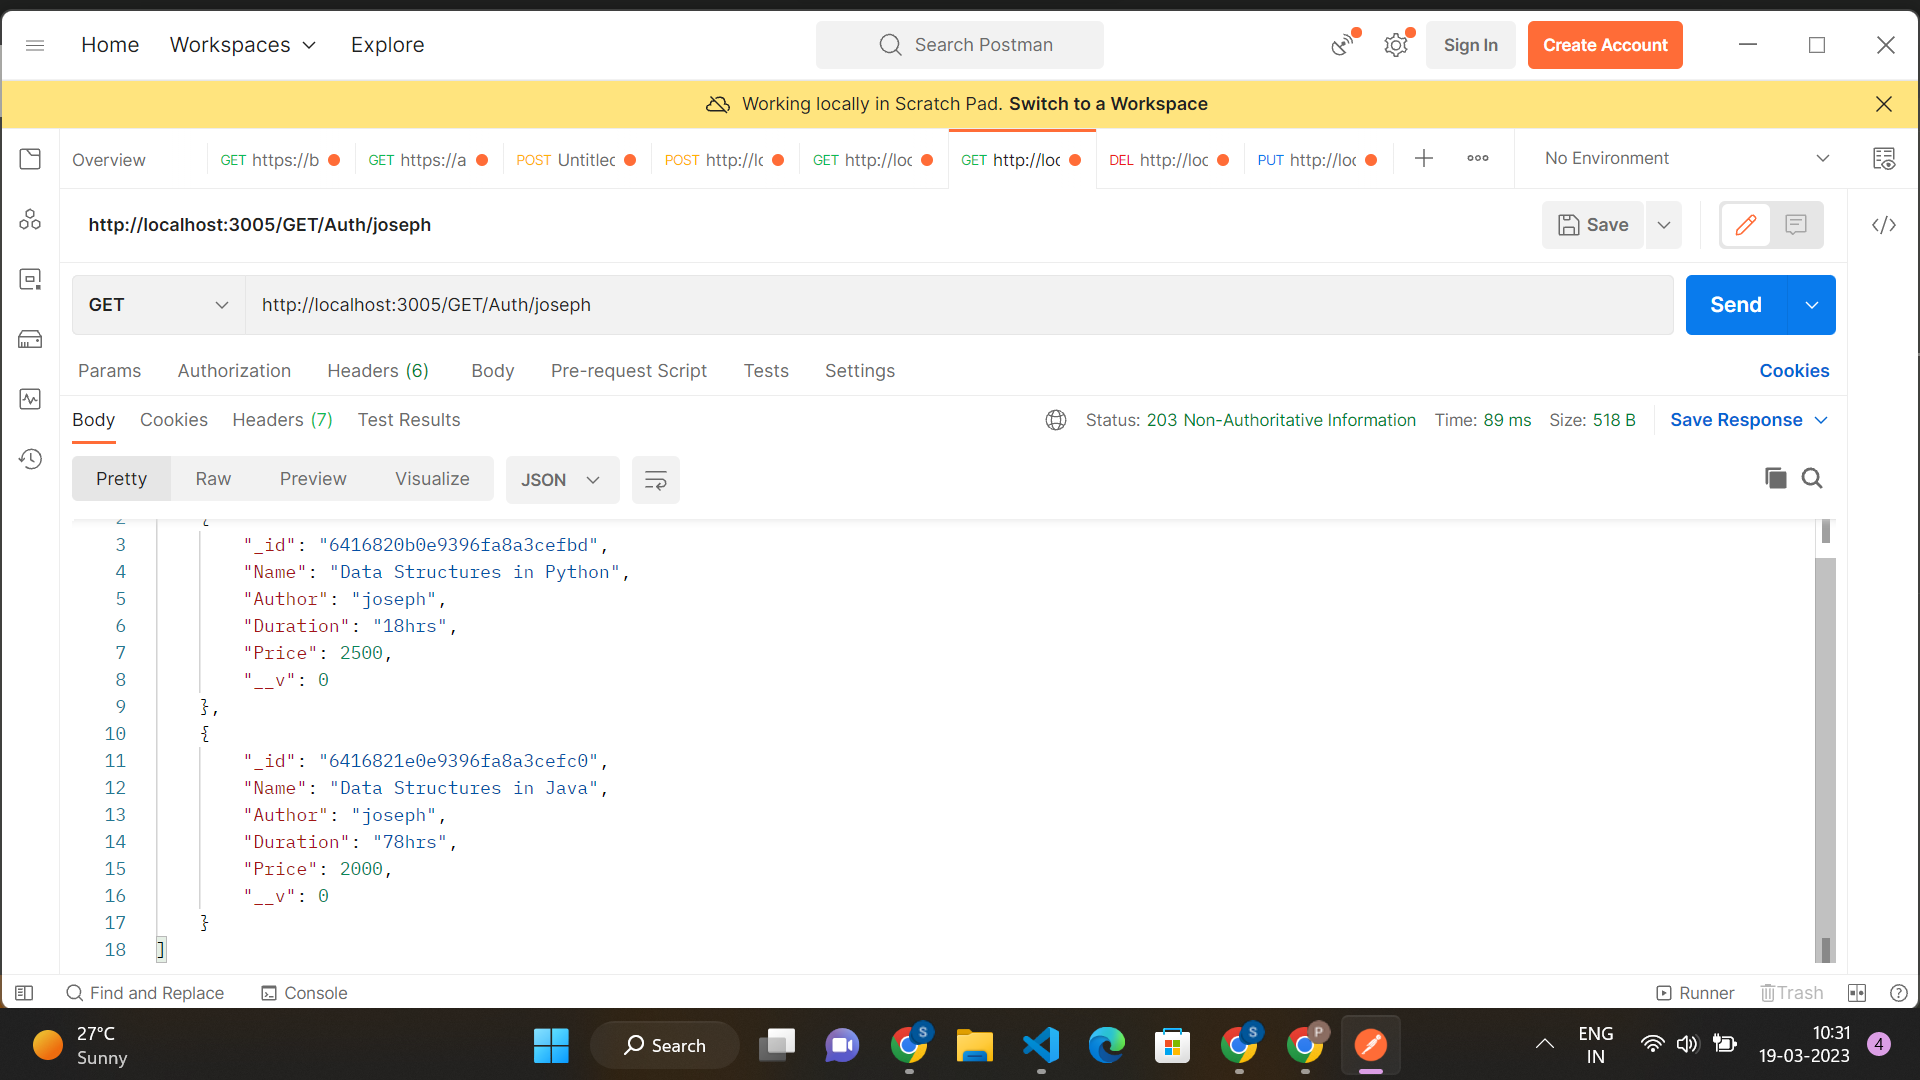 Home Workspaces Explore Search Postman Sign In Create Account
Working locally in Scratch Pad. Switch to a Workspace
Overview GET https://b GET https://a POST Untitled POST http://lo GET http://loc GET http://loc DEL http://loc PUT http://loc No Environment
http://localhost:3005/GET/Auth/joseph Save
GET http://localhost:3005/GET/Auth/joseph Send
Params Authorization Headers (6) Body Pre-request Script Tests Settings Cookies
Body Cookies Headers (7) Test Results Status: 203 Non-Authoritative Information Time: 89 ms Size: 518 B Save Response
Pretty Raw Preview Visualize JSON
2 {
3 "_id": "6416820b0e9396fa8a3cefbd",
4 "Name": "Data Structures in Python",
5 "Author": "joseph",
6 "Duration": "18hrs",
7 "Price": 2500,
8 "__v": 0
9 },
10 {
11 "_id": "6416821e0e9396fa8a3cefc0",
12 "Name": "Data Structures in Java",
13 "Author": "joseph",
14 "Duration": "78hrs",
15 "Price": 2000,
16 "__v": 0
17 }
18 ]
Find and Replace Console Runner Trash
27°C
Sunny
Search
S
S
P
ENG
IN
10:31
19-03-2023
4